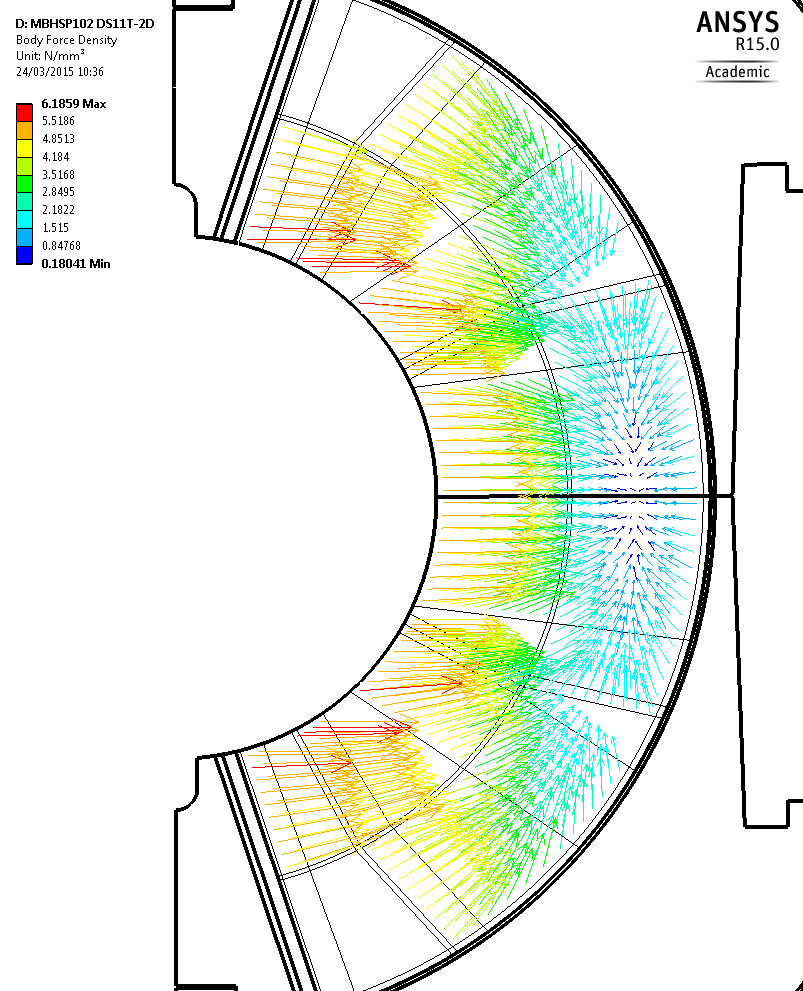 D: MBHSP102 DS11T-2D
Body Force Density
Unit: N/mm³
24/03/2015 10:36
6.1859 Max
5.5186
4.8513
4.184
3.5168
2.8495
2.1822
1.515
0.84768
0.18041 Min
ANSYS
R15.0
Academic